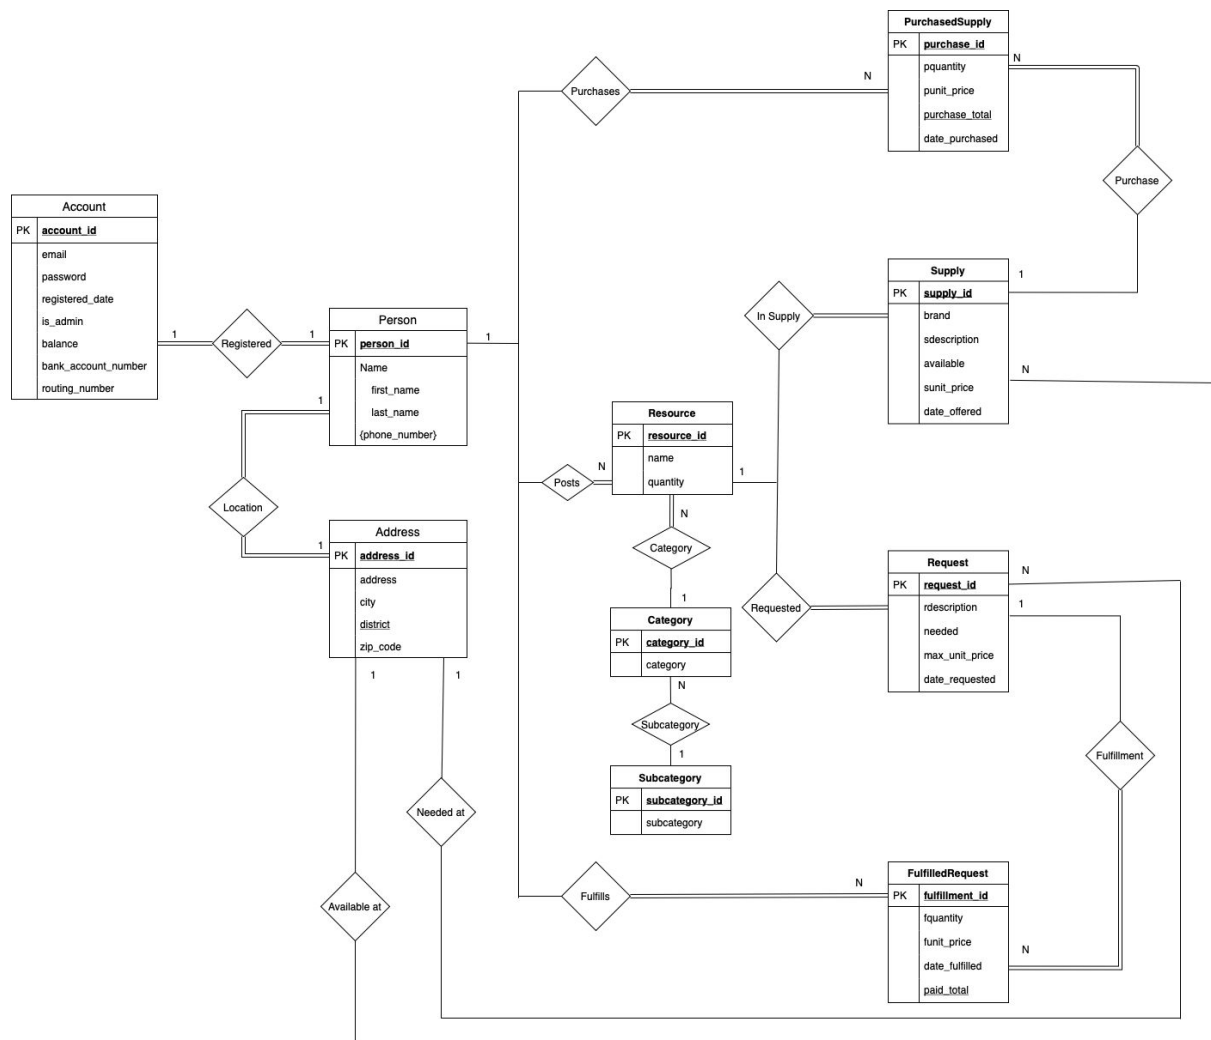 PurchasedSupply
PK purchase_id
pquantity
punit_price
purchase_total
date_purchased
N
N
Purchases
Purchase
Account
PK account_id
email
password
registered_date
is_admin
balance
bank_account_number
routing_number
1
Registered
1
Person
PK person_id
Name
first_name
last_name
{phone_number}
1
1
Location
1
Address
PK address_id
address
city
district
zip_code
1
1
Needed at
Available at
Supply
PK supply_id
brand
sdescription
available
sunit_price
date_offered
1
N
In Supply
Resource
PK resource_id
name
quantity
Posts
N
1
N
Category
1
Category
PK category_id
category
N
Subcategory
1
Subcategory
PK subcategory_id
subcategory
Requested
Request
PK request_id
rdescription
needed
max_unit_price
date_requested
N
1
Fulfillment
Fulfills
N
FulfilledRequest
PK fulfillment_id
fquantity
funit_price
date_fulfilled
paid_total
N